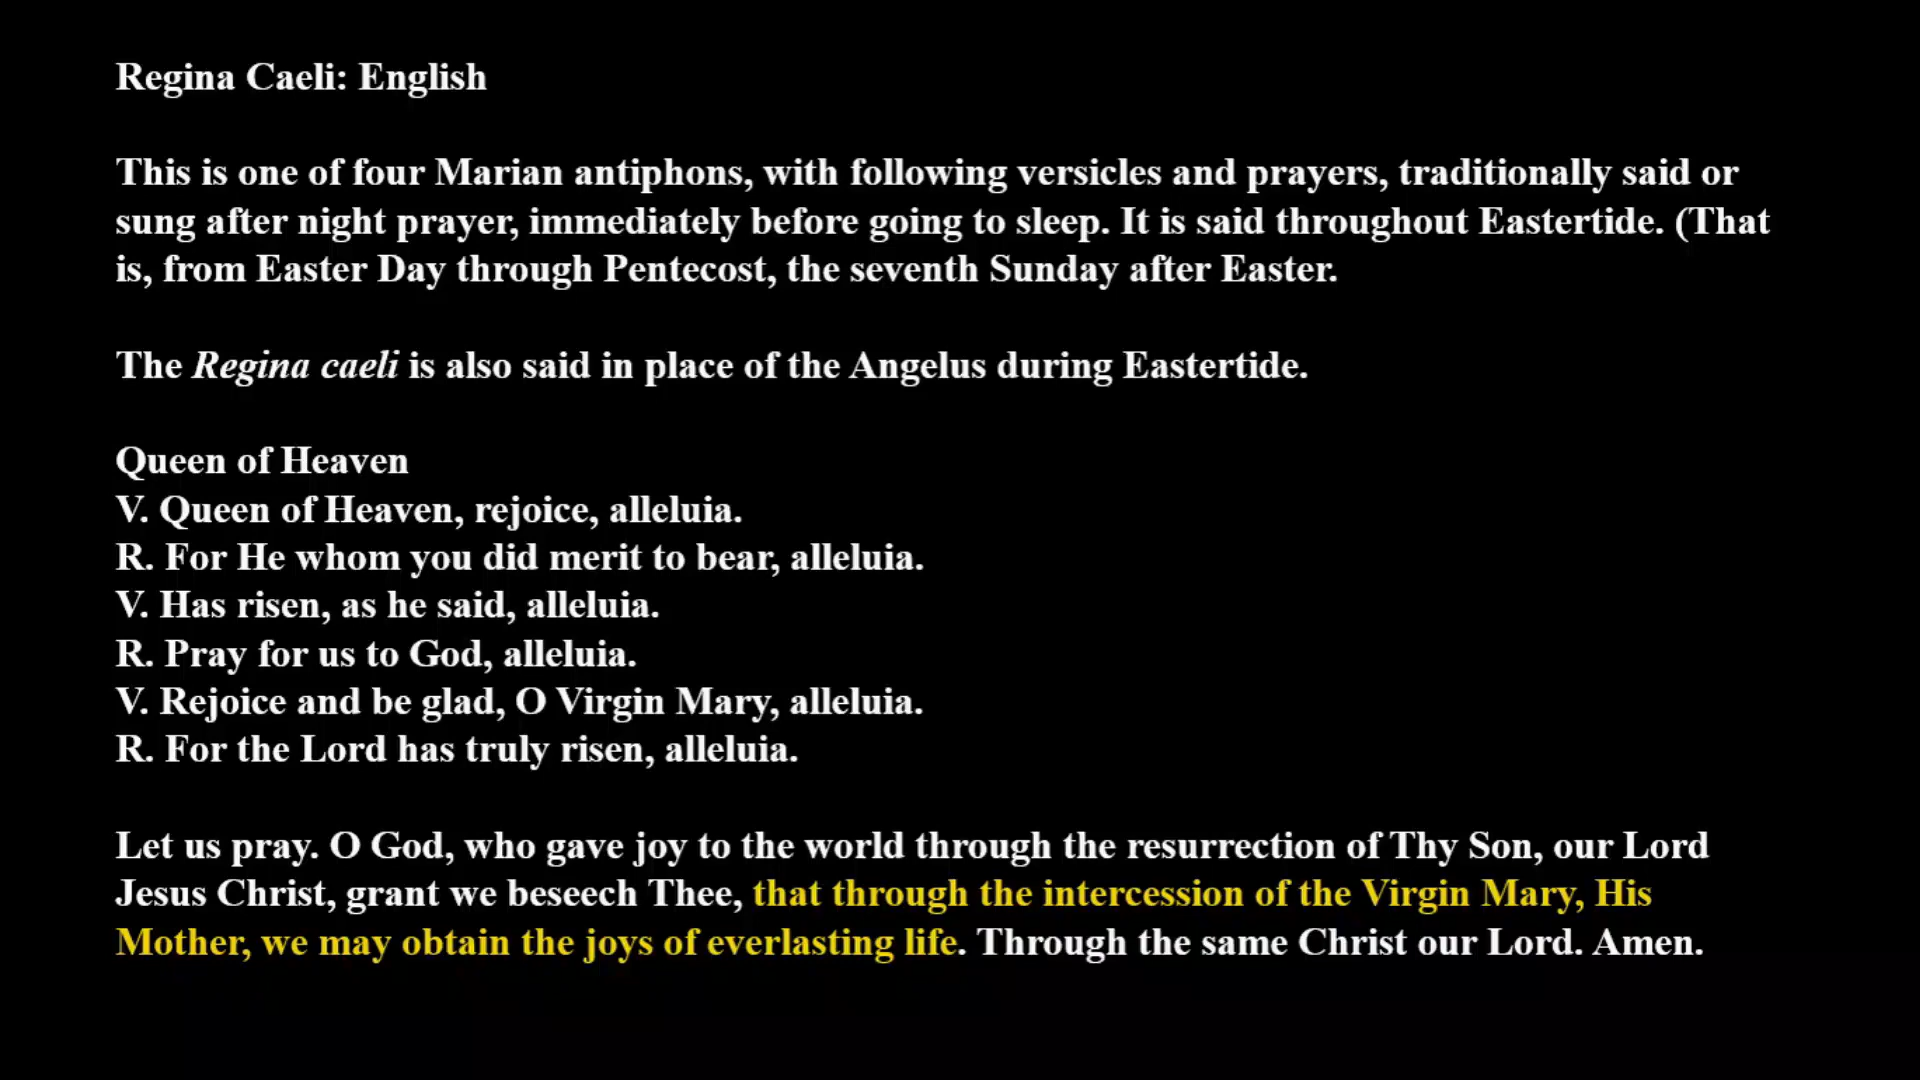 Regina Caeli: English
This is one of four Marian antiphons, with following versicles and prayers, traditionally said or
sung after night prayer, immediately before going to sleep. It is said throughout Eastertide. (That
is, from Easter Day through Pentecost, the seventh Sunday after Easter.
The Regina caeli is also said in place of the Angelus during Eastertide.
Queen of Heaven
V. Queen of Heaven, rejoice, alleluia.
R. For He whom you did merit to bear, alleluia.
V. Has risen, as he said, alleluia.
R. Pray for us to God, alleluia.
V. Rejoice and be glad, O Virgin Mary, alleluia.
R. For the Lord has truly risen, alleluia.
Let us pray. O God, who gave joy to the world through the resurrection of Thy Son, our Lord
Jesus Christ, grant we beseech Thee, that through the intercession of the Virgin Mary, His
Mother, we may obtain the joys of everlasting life. Through the same Christ our Lord. Amen.